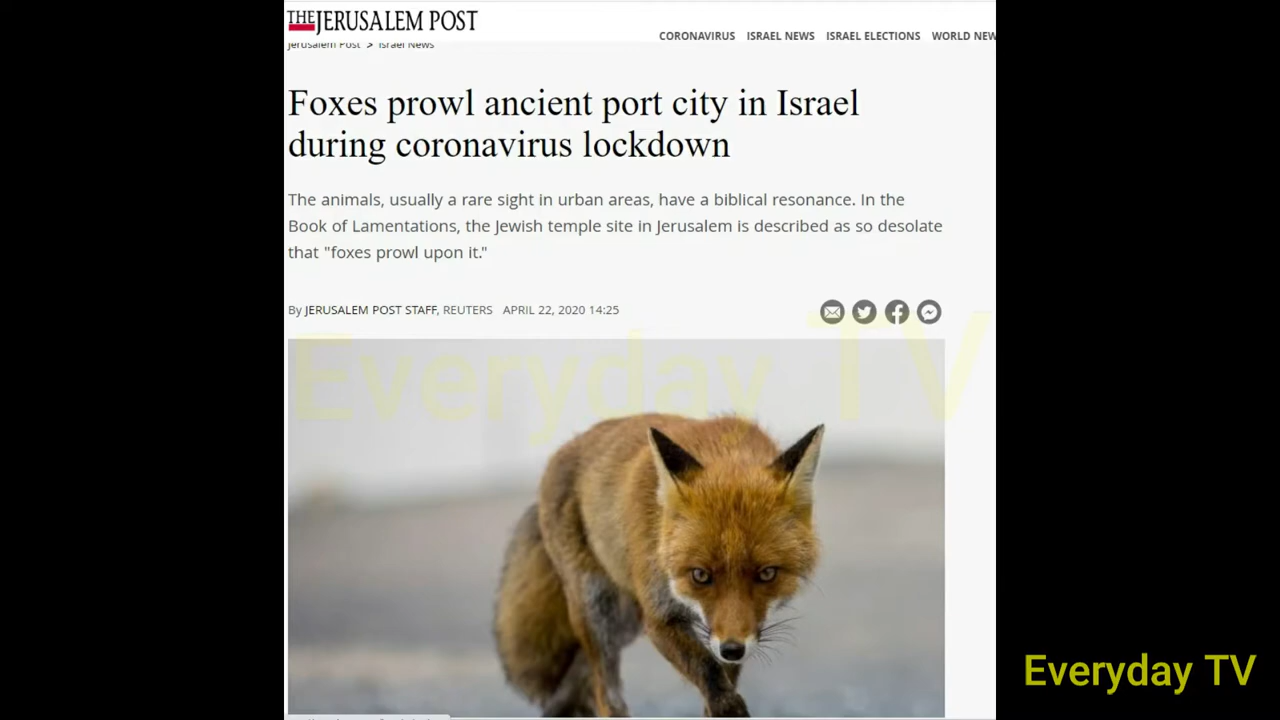 THE JERUSALEM POST
CORONAVIRUS ISRAEL NEWS ISRAEL ELECTIONS WORLD NEW
Jerusalem Post > Israel News
Foxes prowl ancient port city in Israel
during coronavirus lockdown
The animals, usually a rare sight in urban areas, have a biblical resonance. In the
Book of Lamentations, the Jewish temple site in Jerusalem is described as so desolate
that "foxes prowl upon it."
By JERUSALEM POST STAFF, REUTERS APRIL 22, 2020 14:25
Everyday TV
Everyday TV